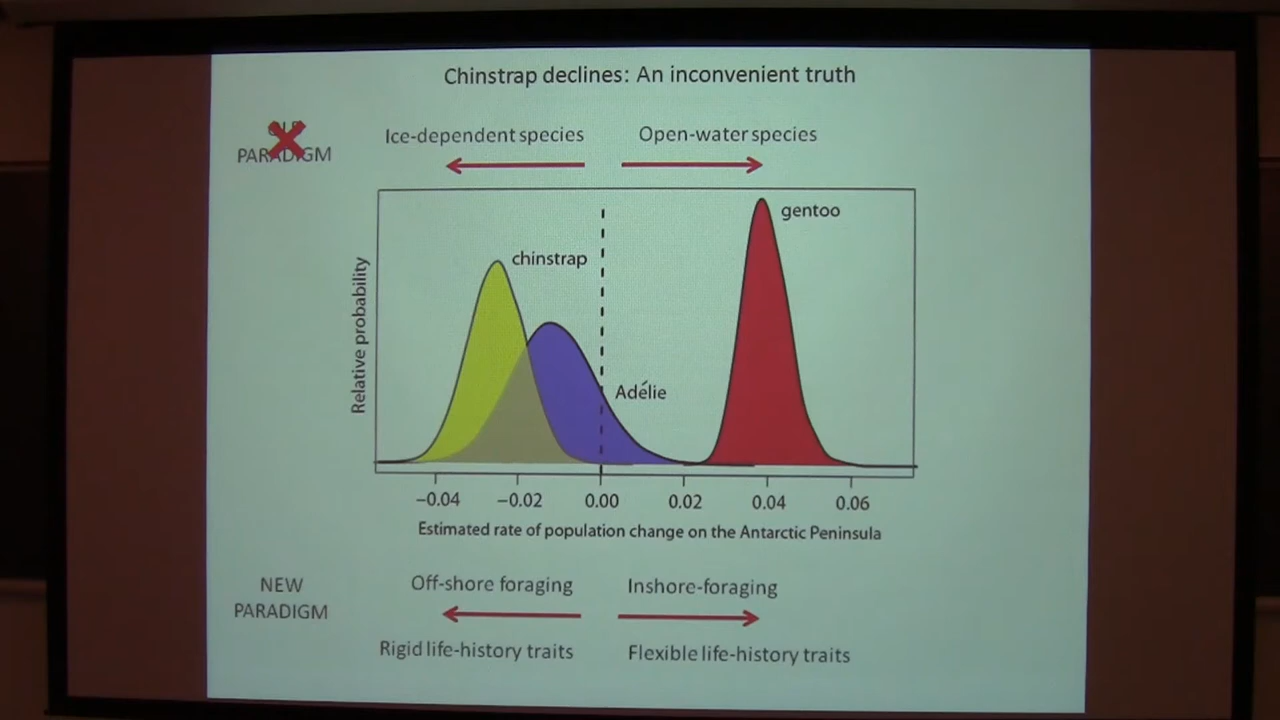 Chinstrap declines: An inconvenient truth
PARADIGM
Ice-dependent species
Open-water species
gentoo
chinstrap
Adélie
Relative probability
−0.04 −0.02 0.00 0.02 0.04 0.06
Estimated rate of population change on the Antarctic Peninsula
NEW
PARADIGM
Off-shore foraging
Inshore-foraging
Rigid life-history traits
Flexible life-history traits